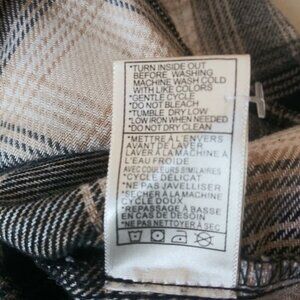 *TURN INSIDE OUT
BEFORE WASHING
MACHINE WASH COLD
WITH LIKE COLORS
*GENTLE CYCLE
*DO NOT BLEACH
*TUMBLE DRY LOW
*LOW IRON WHEN NEEDED
*DO NOT DRY CLEAN
*METTRE À L'ENVERS
AVANT DE LAVER
LAVER À LA MACHINE À
L'EAU FROIDE
AVEC COULEURS SIMILAIRES
*CYCLE DÉLICAT
*NE PAS JAVELLISER
*SÉCHER À LA MACHINE
CYCLE DOUX
*REPASSAGE À BASSE
EN CAS DE DESOIN
*NE PAS NETTOYER À SEC